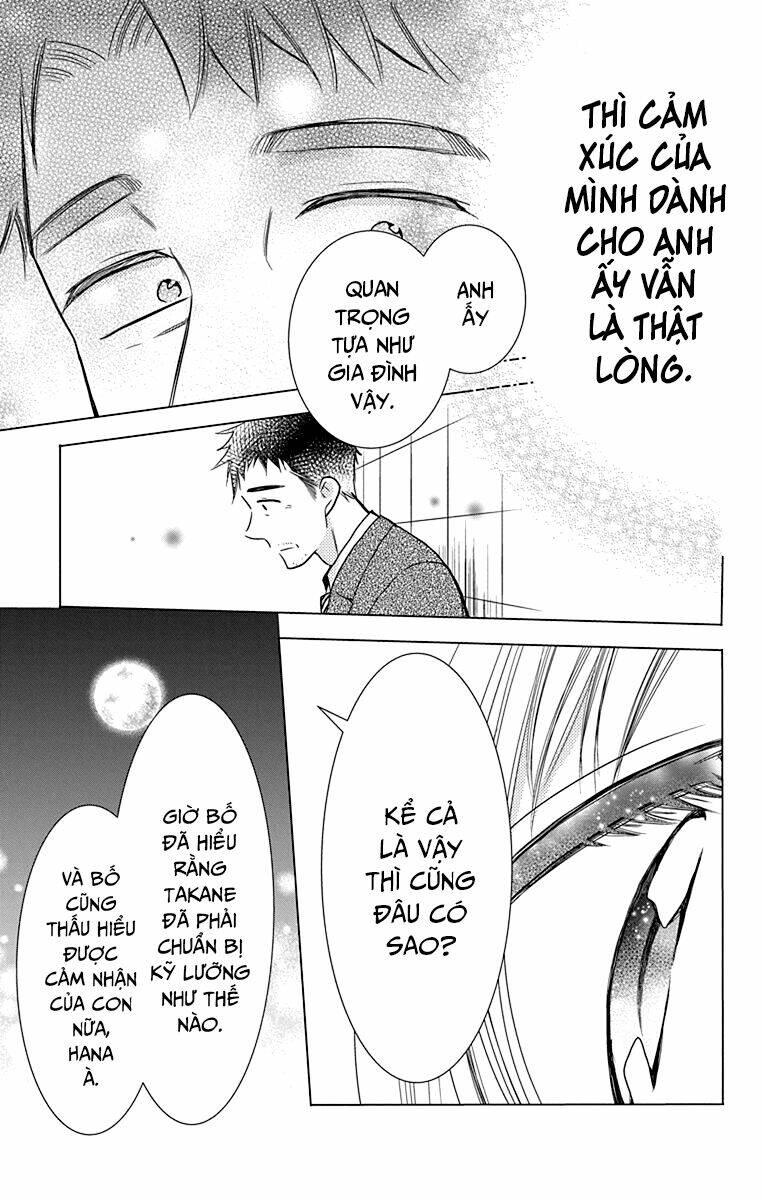 THÌ CẢM
XÚC CỦA
MÌNH DÀNH
CHO ANH
ẤY VẪN
LÀ THẬT
LÒNG.
ANH
ẤY
QUAN
TRỌNG
TỰA NHƯ
GIA ĐÌNH
VẬY.
KỂ CẢ
LÀ VẬY
THÌ CŨNG
ĐÂU CÓ
SAO?
GIỜ BỐ
ĐÃ HIỂU
RẰNG
TAKANE
ĐÃ PHẢI
CHUẨN BỊ
KỸ LƯỠNG
NHƯ THẾ
NÀO.
VÀ BỐ
CŨNG
THẤU HIỂU
ĐƯỢC
CẢM NHẬN
CỦA CON
NỮA,
HANA
À.